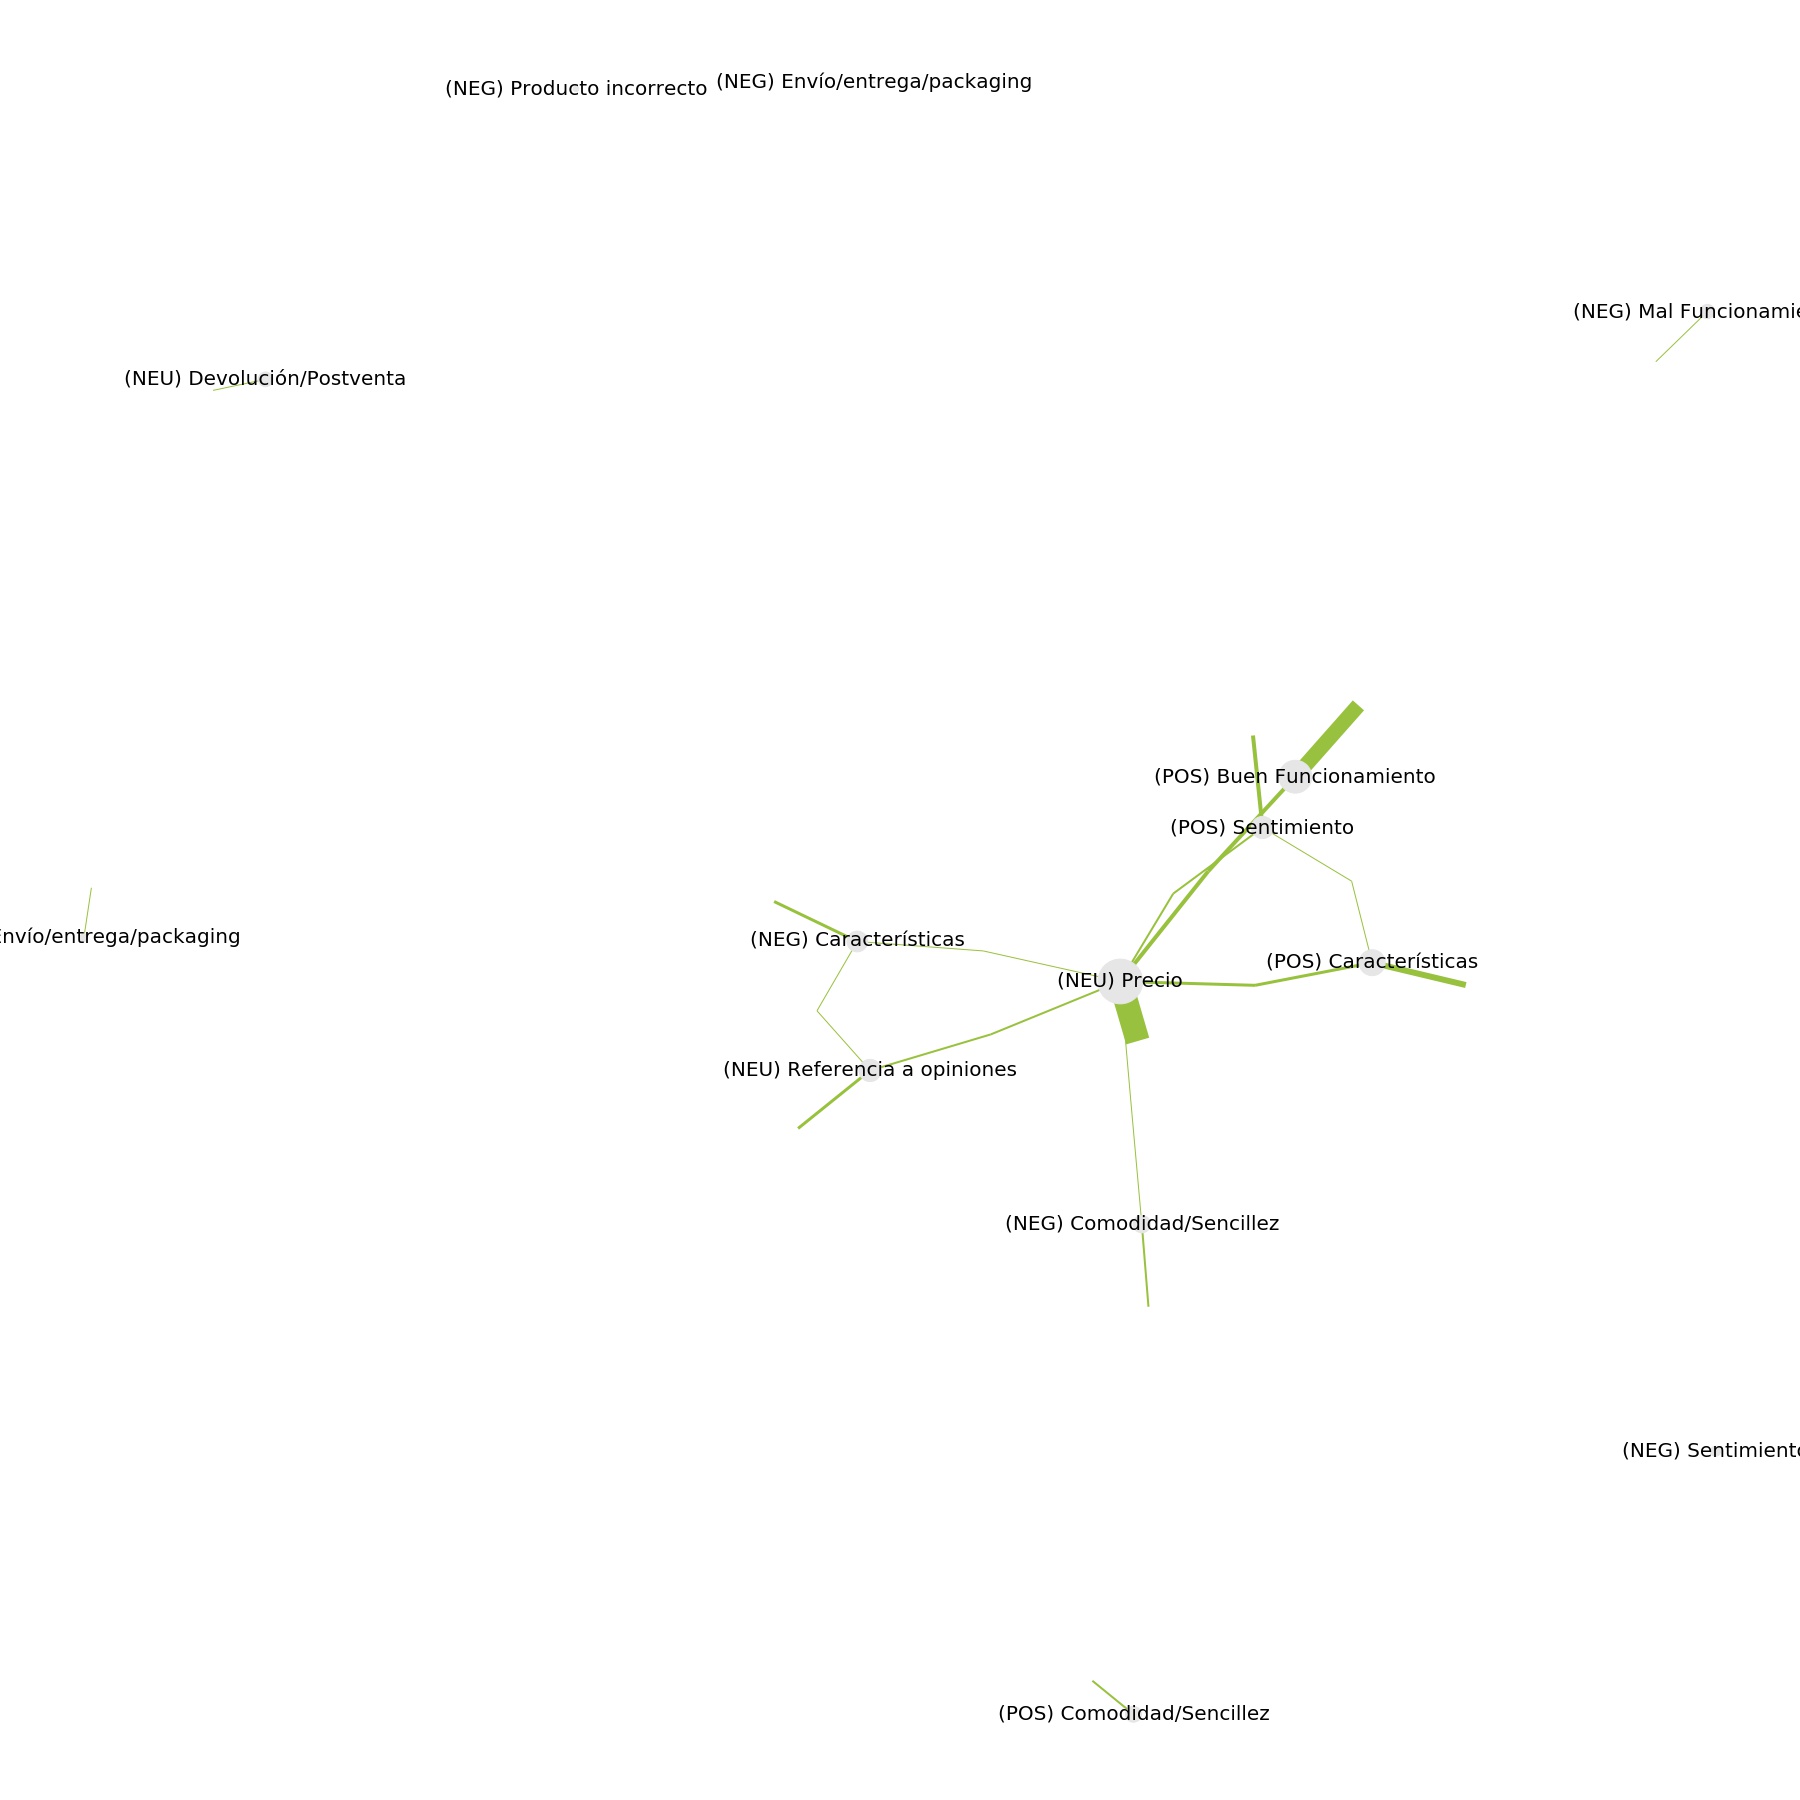 (NEG) Envío/entrega/packaging
(NEG) Producto incorrecto
(NEG) Mal
(NEU) Devolución/Postventa
(POS) Buen Funcionamiento
(POS) Sentimiento
Envío/entrega/packaging
(NEG) Características
(POS) Características
(NEU) Precio
(NEU) Referencia a opiniones
(NEG) Comodidad/Sencillez
(NEG) Sentimiento
(POS) Comodidad/Sencillez